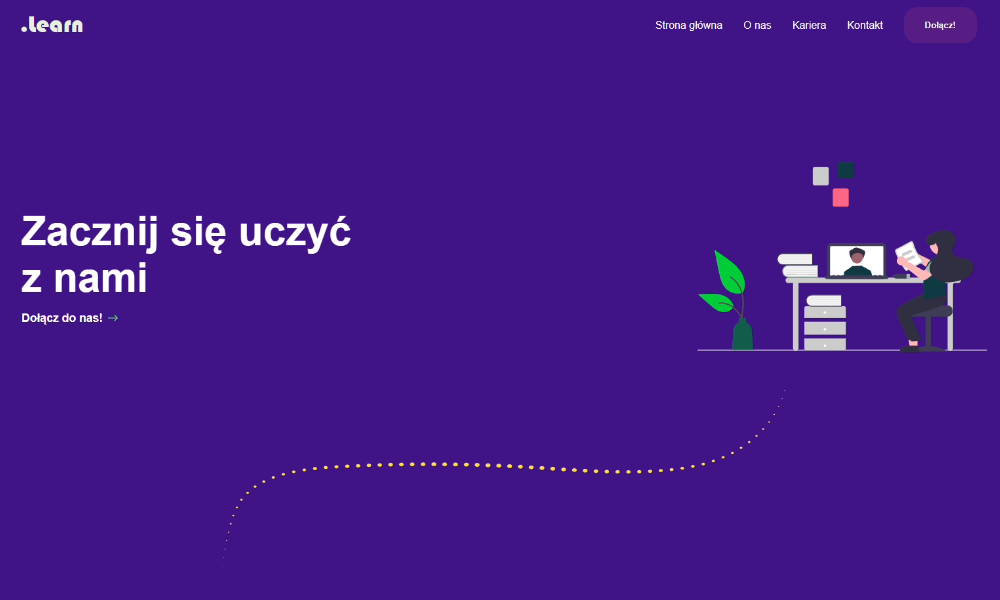 .Learn
Strona główna
O nas
Kariera
Kontakt
Dołącz!
Zacznij się uczyć
z nami
Dołącz do nas! →